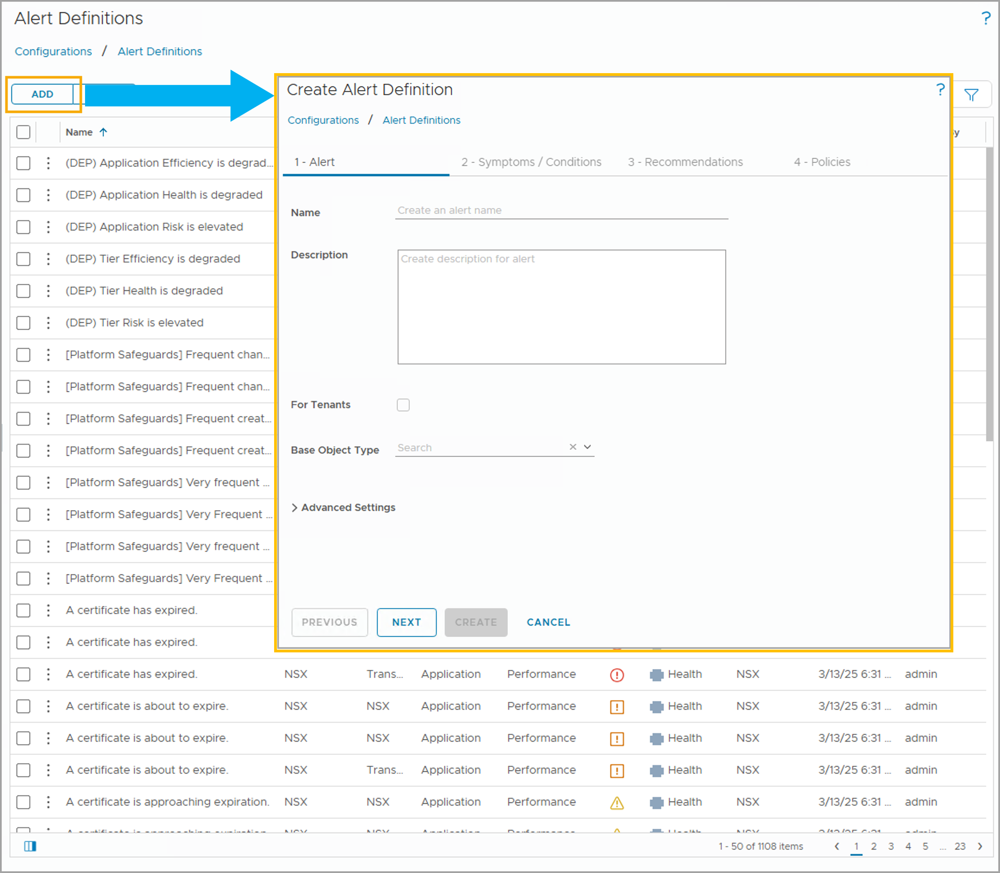 Alert Definitions
?
Configurations / Alert Definitions
ADD
Create Alert Definition
?
Configurations / Alert Definitions
Name
1 - Alert
2 - Symptoms / Conditions
3 - Recommendations
4 - Policies
Name
Create an alert name
Description
Create description for alert
For Tenants
Base Object Type
Search
Advanced Settings
PREVIOUS
NEXT
CREATE
CANCEL
(DEP) Application Efficiency is degrad...
(DEP) Application Health is degraded
(DEP) Application Risk is elevated
(DEP) Tier Efficiency is degraded
(DEP) Tier Health is degraded
(DEP) Tier Risk is elevated
[Platform Safeguards] Frequent chan...
[Platform Safeguards] Frequent chan...
[Platform Safeguards] Frequent creat...
[Platform Safeguards] Frequent creat...
[Platform Safeguards] Very frequent ...
[Platform Safeguards] Very Frequent ...
[Platform Safeguards] Very frequent ...
[Platform Safeguards] Very Frequent ...
A certificate has expired.
A certificate has expired.
A certificate has expired. NSX Trans... Application Performance Health NSX 3/13/25 6:31 ... admin
A certificate is about to expire. NSX NSX Application Performance Health NSX 3/13/25 6:31 ... admin
A certificate is about to expire. NSX NSX Application Performance Health NSX 3/13/25 6:31 ... admin
A certificate is about to expire. NSX Trans... Application Performance Health NSX 3/13/25 6:31 ... admin
A certificate is approaching expiration. NSX NSX Application Performance Health NSX 3/13/25 6:31 ... admin
1 - 50 of 1108 items
1 2 3 4 5 ... 23